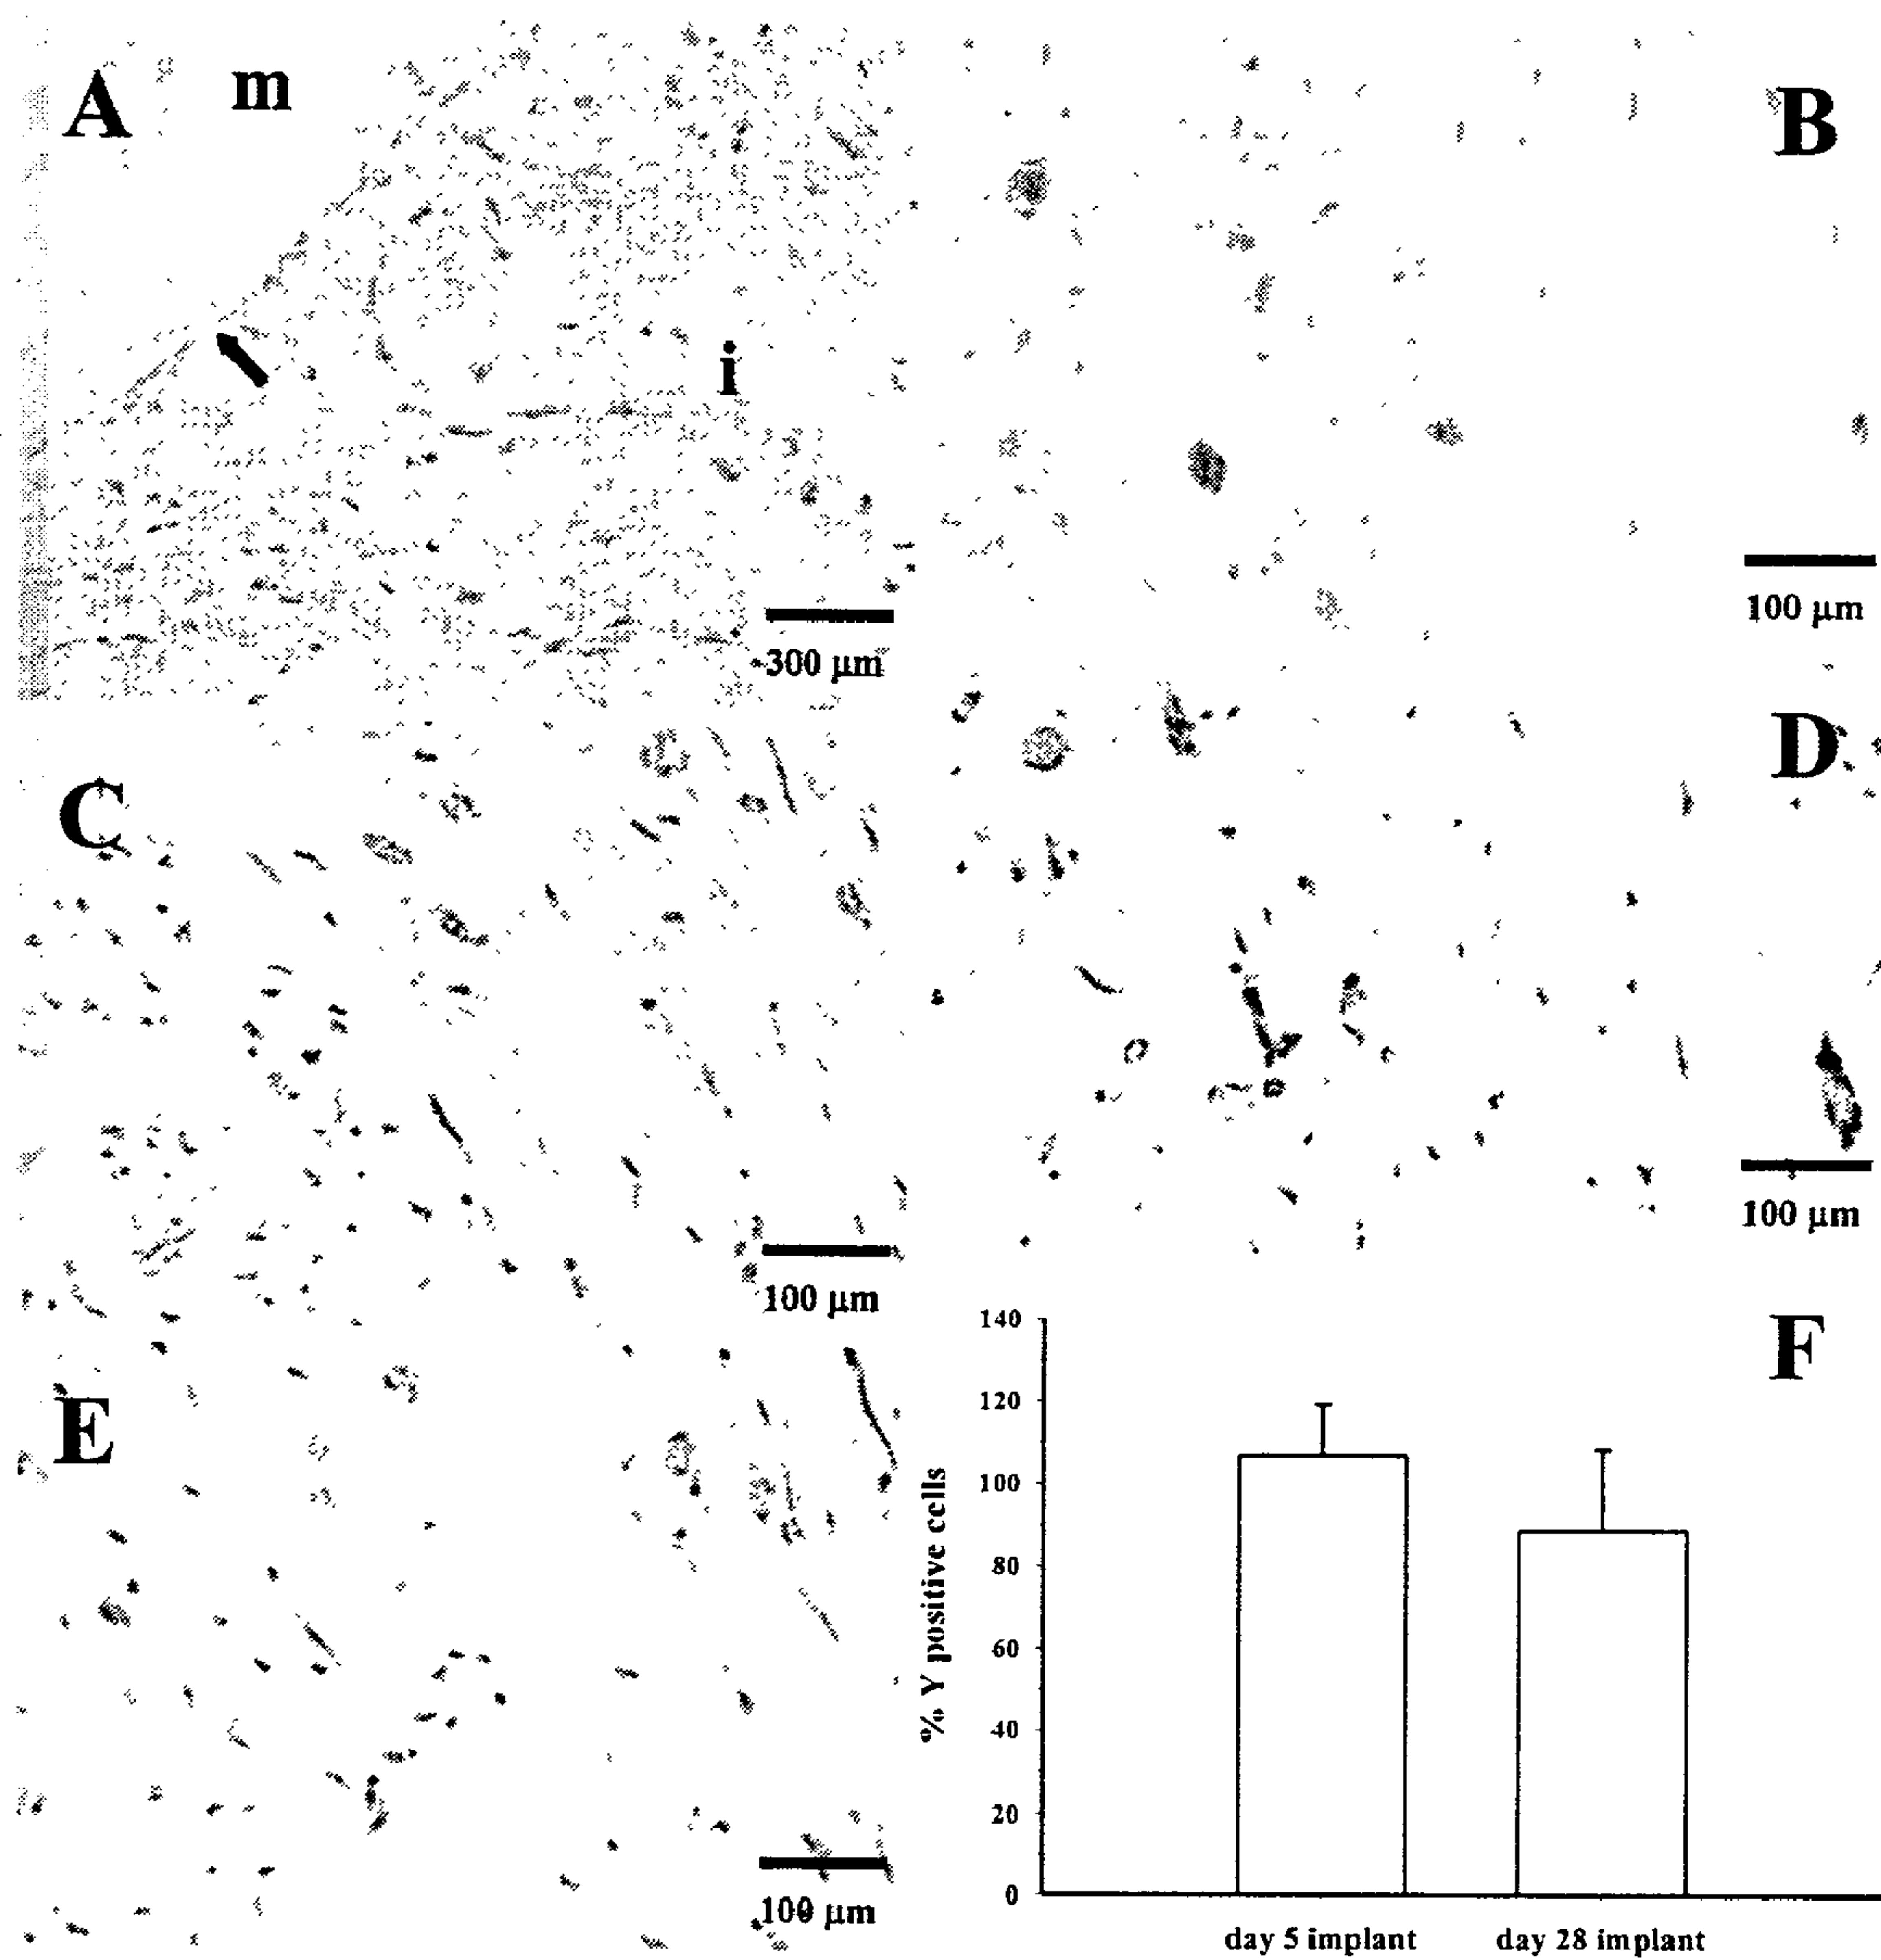 A
m
B
i
300 µm
100 µm
C
D
100 µm
100 µm
E
100 µm
F
% Y positive cells
140
120
100
80
60
40
20
0
day 5 implant
day 28 implant